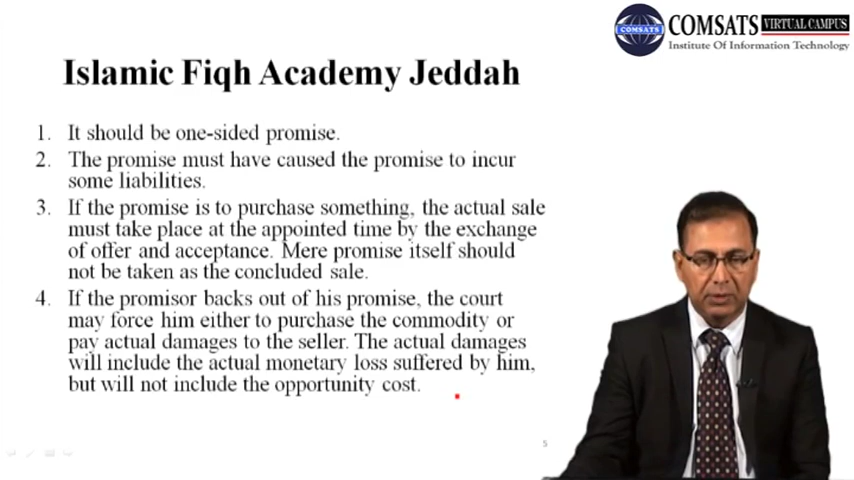 COMSATS
COMSATS VIRTUAL CAMPUS
Institute Of Information Technology
Islamic Fiqh Academy Jeddah
1. It should be one-sided promise.
2. The promise must have caused the promise to incur
some liabilities.
3. If the promise is to purchase something, the actual sale
must take place at the appointed time by the exchange
of offer and acceptance. Mere promise itself should
not be taken as the concluded sale.
4. If the promisor backs out of his promise, the court
may force him either to purchase the commodity or
pay actual damages to the seller. The actual damages
will include the actual monetary loss suffered by him,
but will not include the opportunity cost.
5